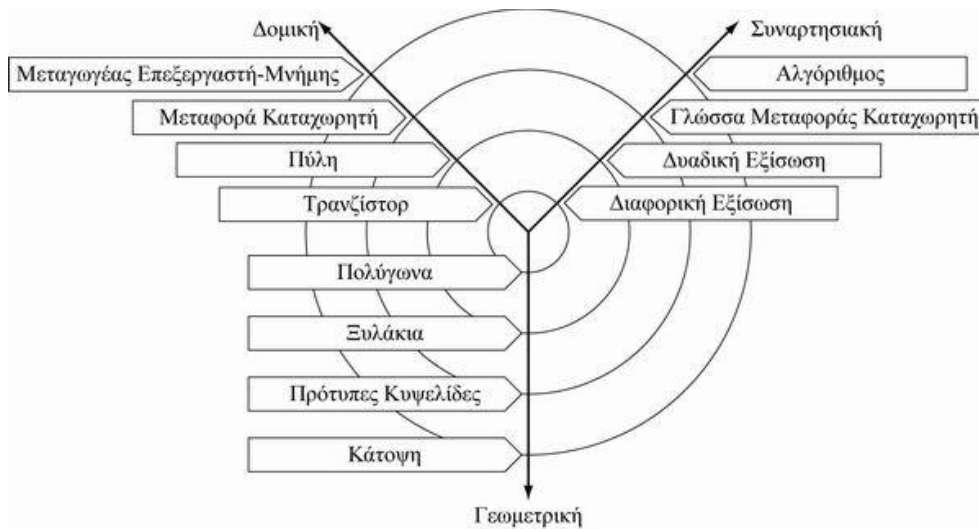 Δομική
Συναρτησιακή
Μεταγωγέας Επεξεργαστή-Μνήμης
Αλγόριθμος
Μεταφορά Καταχωρητή
Γλώσσα Μεταφοράς Καταχωρητή
Πύλη
Δυαδική Εξίσωση
Τρανζίστορ
Διαφορική Εξίσωση
Πολύγωνα
Ξυλάκια
Πρότυπες Κυψελίδες
Κάτοψη
Γεωμετρική